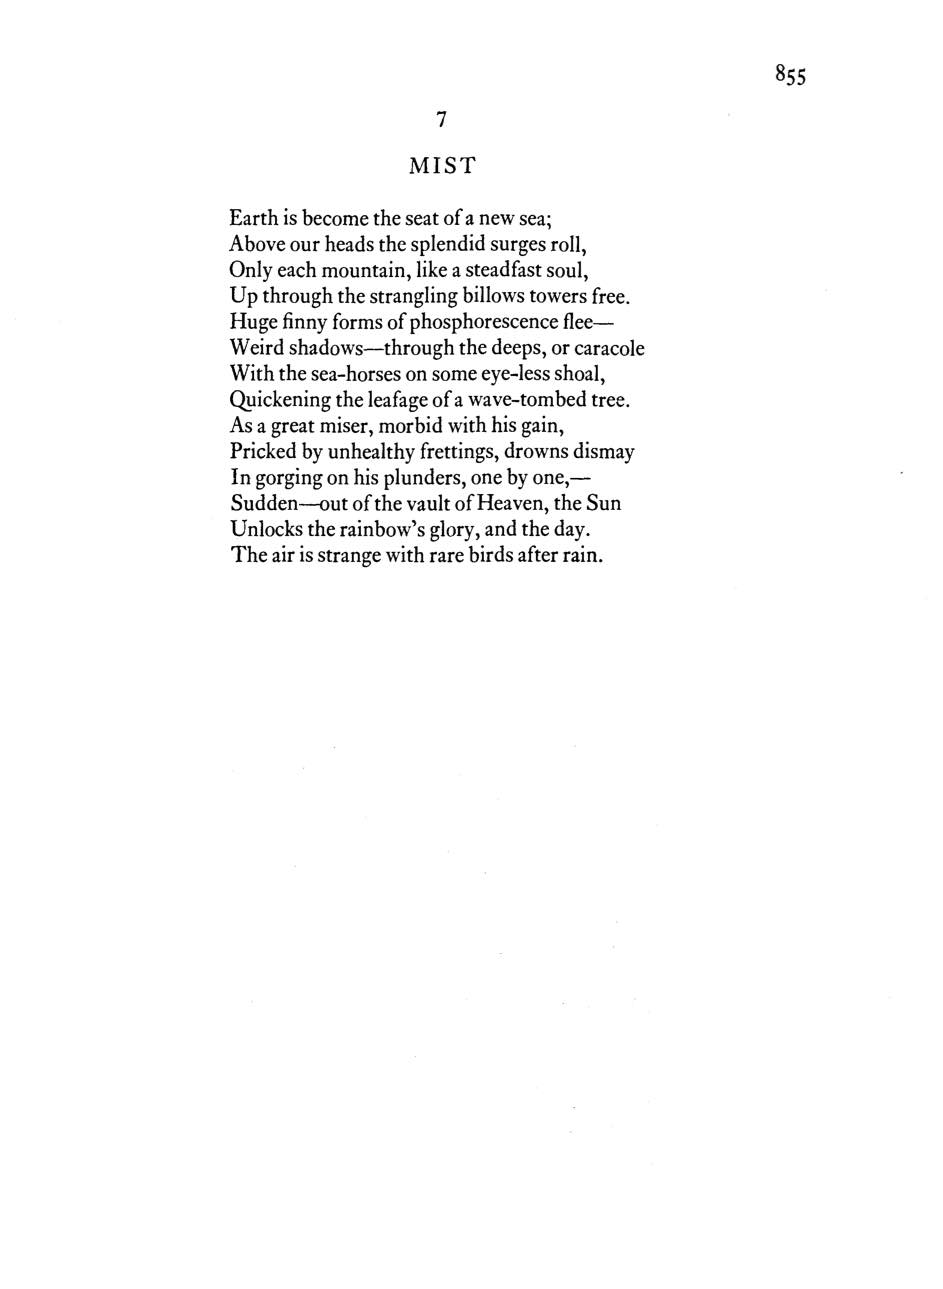 855
7
MIST
Earth is become the seat of a new sea;
Above our heads the splendid surges roll,
Only each mountain, like a steadfast soul,
Up through the strangling billows towers free.
Huge finny forms of phosphorescence flee—
Weird shadows—through the deeps, or caracole
With the sea-horses on some eye-less shoal,
Quickening the leafage of a wave-tombed tree.
As a great miser, morbid with his gain,
Pricked by unhealthy frettings, drowns dismay
In gorging on his plunders, one by one,—
Sudden—out of the vault of Heaven, the Sun
Unlocks the rainbow's glory, and the day.
The air is strange with rare birds after rain.